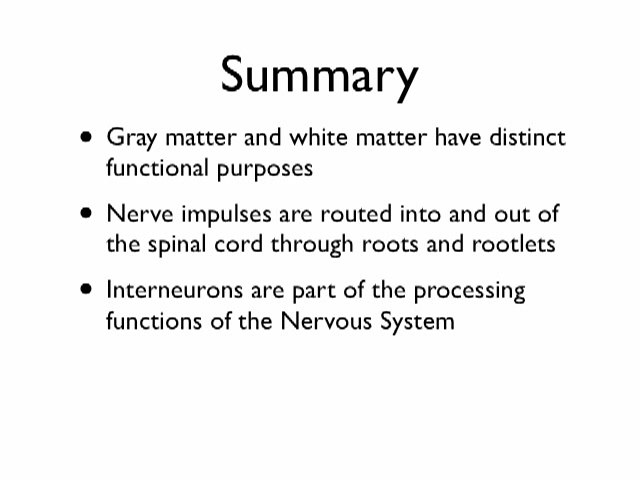 Summary
• Gray matter and white matter have distinct
functional purposes
• Nerve impulses are routed into and out of
the spinal cord through roots and rootlets
• Interneurons are part of the processing
functions of the Nervous System